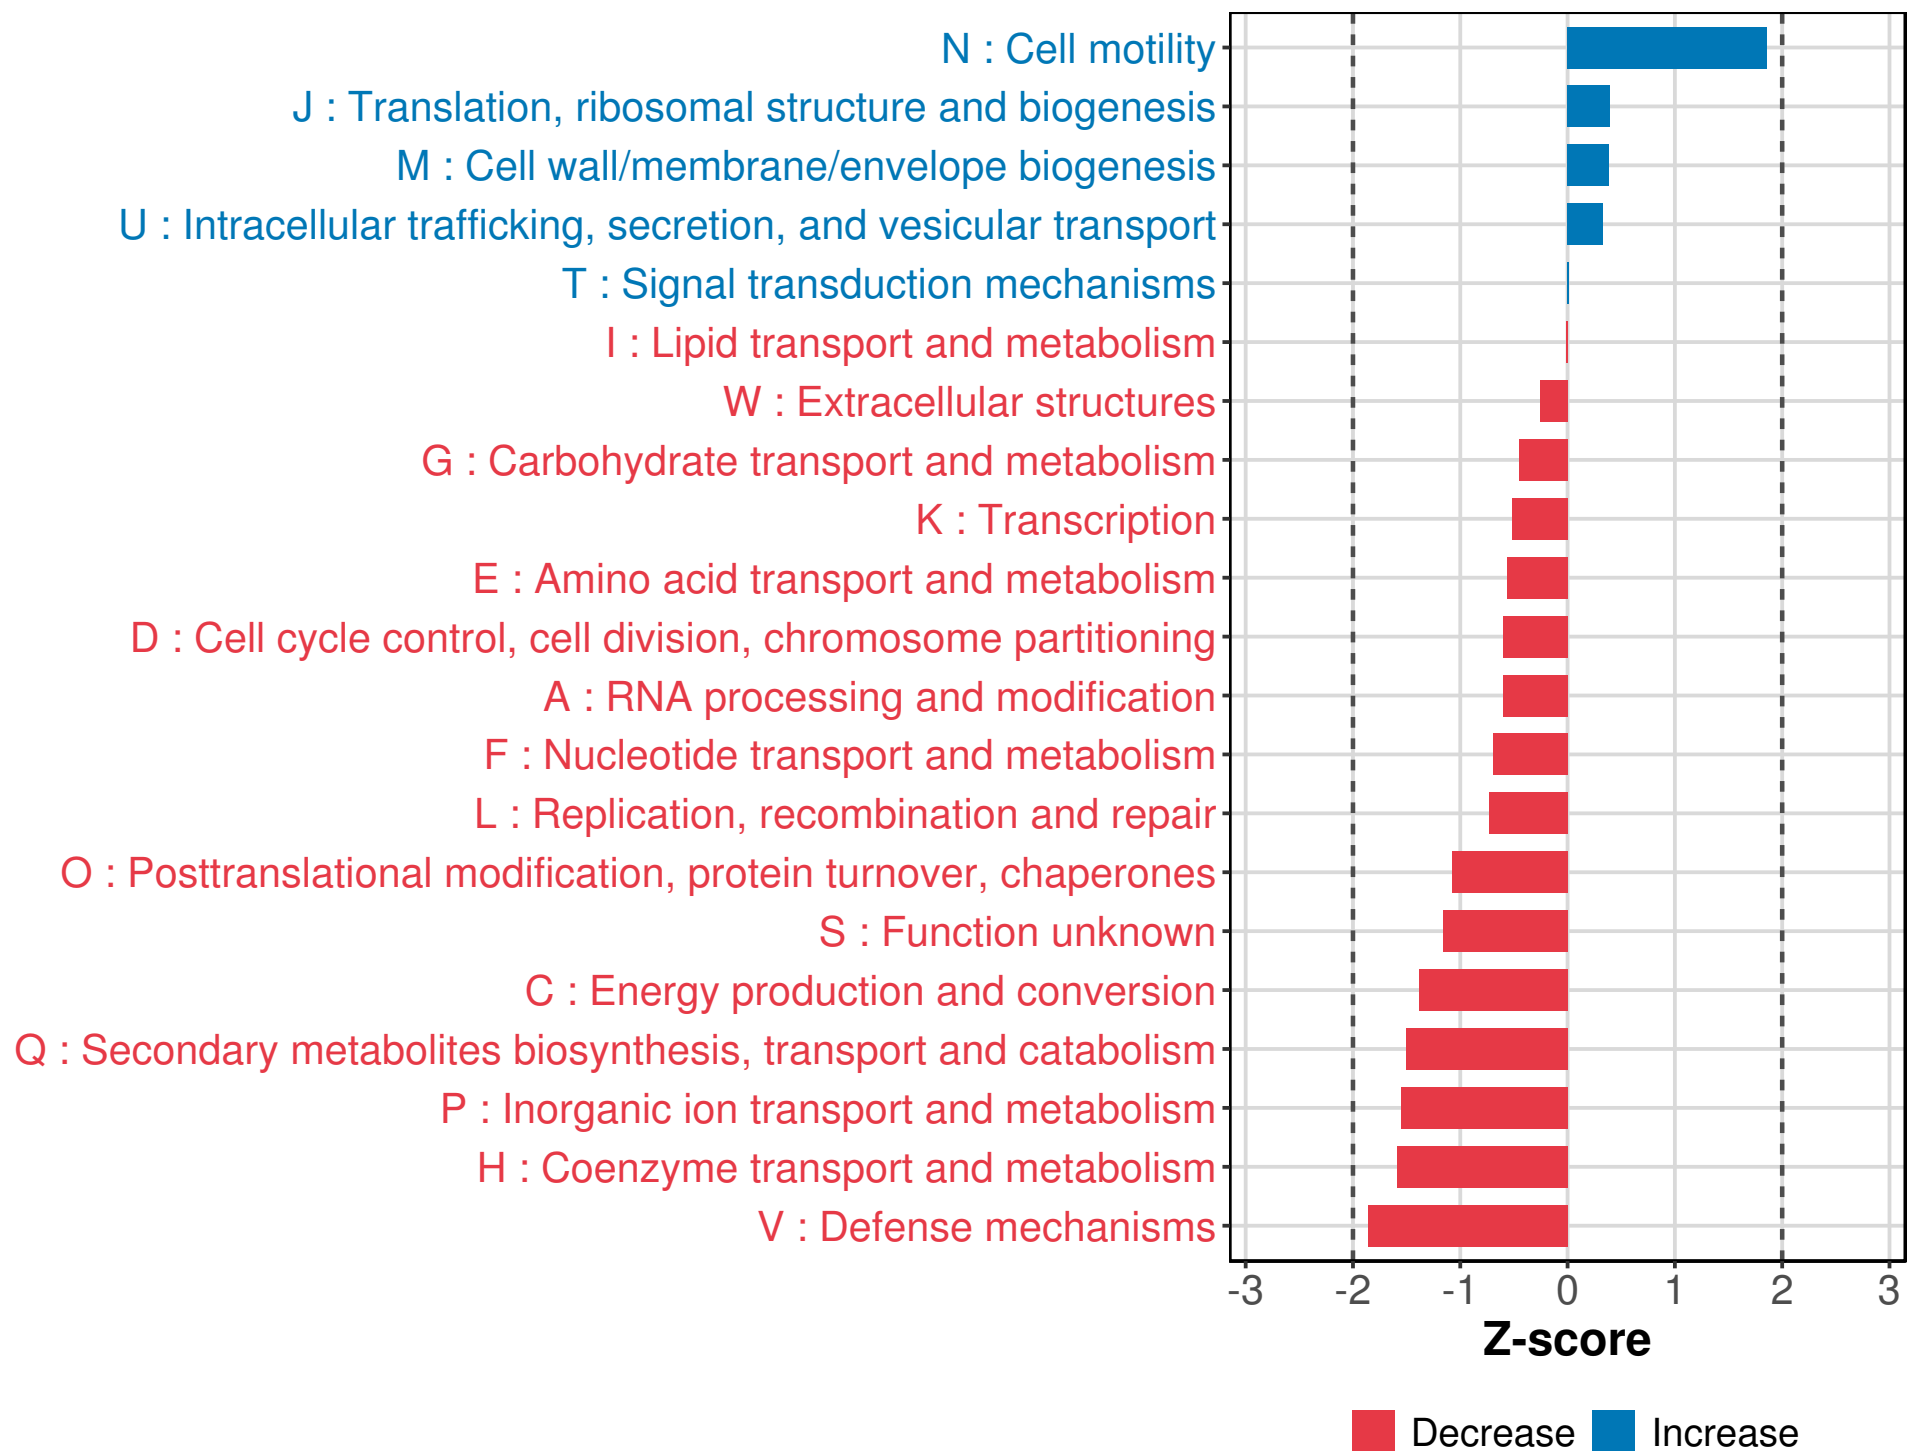 N : Cell motility
J : Translation, ribosomal structure and biogenesis
M : Cell wall/membrane/envelope biogenesis
U : Intracellular trafficking, secretion, and vesicular transport
T : Signal transduction mechanisms
I : Lipid transport and metabolism
W : Extracellular structures
G : Carbohydrate transport and metabolism
K : Transcription
E : Amino acid transport and metabolism
D : Cell cycle control, cell division, chromosome partitioning
A : RNA processing and modification
F : Nucleotide transport and metabolism
L : Replication, recombination and repair
O : Posttranslational modification, protein turnover, chaperones
S : Function unknown
C : Energy production and conversion
Q : Secondary metabolites biosynthesis, transport and catabolism
P : Inorganic ion transport and metabolism
H : Coenzyme transport and metabolism
V : Defense mechanisms
-3 -2 -1 0 1 2 3
Z-score
Decrease Increase